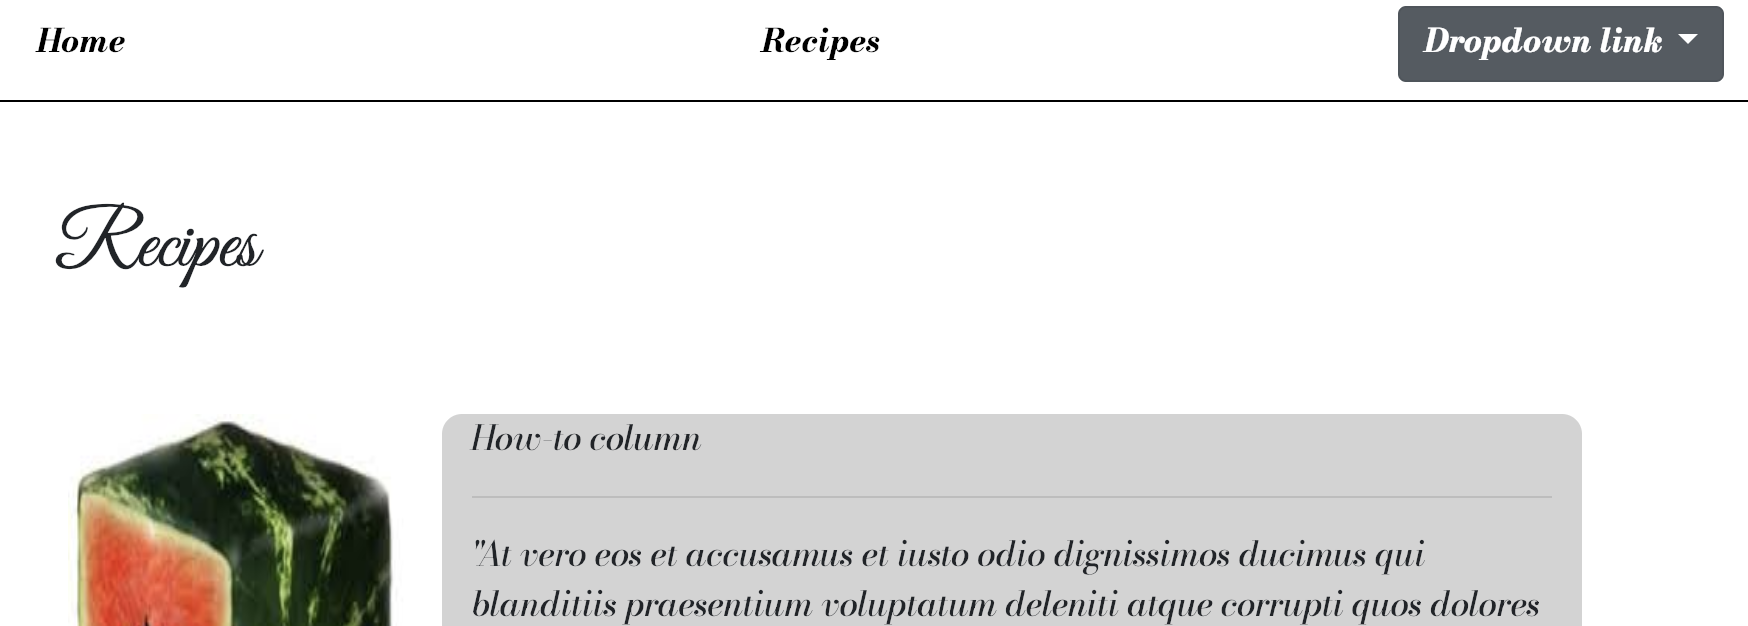 Home
Recipes
Dropdown link
Recipes
How-to column
"At vero eos et accusamus et iusto odio dignissimos ducimus qui
blanditiis praesentium voluptatum deleniti atque corrupti quos dolores